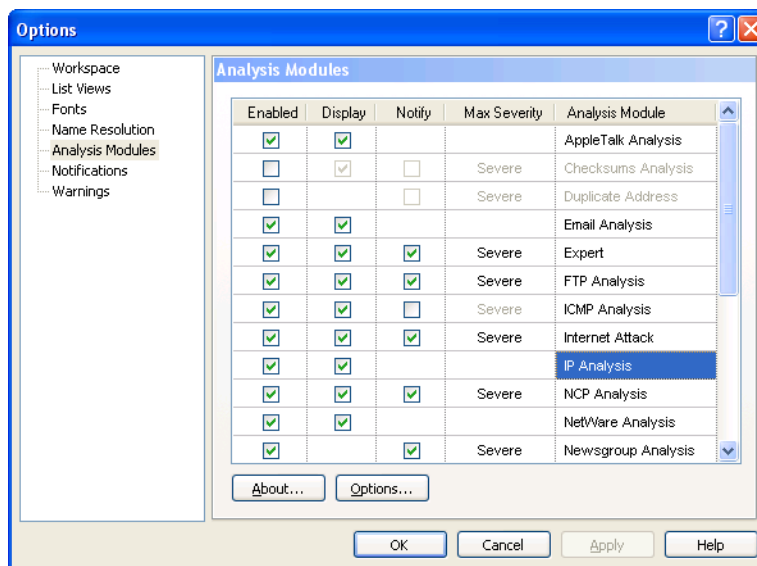 Options
Workspace
List Views
Fonts
Name Resolution
Analysis Modules
Notifications
Warnings
Analysis Modules
Enabled Display Notify Max Severity Analysis Module
AppleTalk Analysis
Severe Checksums Analysis
Severe Duplicate Address
Email Analysis
Severe Expert
Severe FTP Analysis
Severe ICMP Analysis
Severe Internet Attack
IP Analysis
Severe NCP Analysis
NetWare Analysis
Severe Newsgroup Analysis
About... Options...
OK Cancel Apply Help